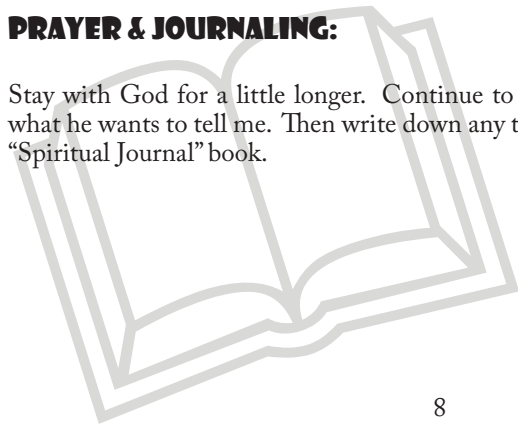 PRAYER & JOURNALING:
Stay with God for a little longer. Continue to
what he wants to tell me. Then write down any
“Spiritual Journal” book.
8